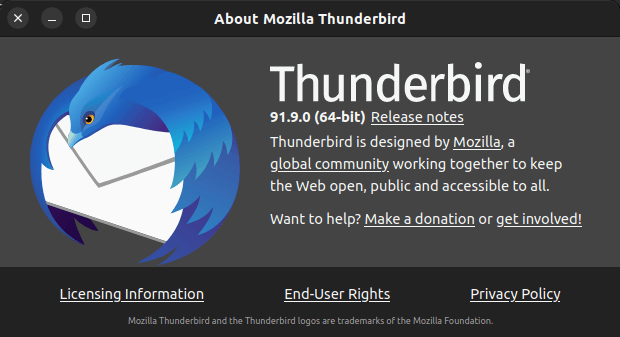 About Mozilla Thunderbird
Thunderbird®
91.9.0 (64-bit) Release notes
Thunderbird is designed by Mozilla, a
global community working together to keep
the Web open, public and accessible to all.
Want to help? Make a donation or get involved!
Licensing Information End-User Rights Privacy Policy
Mozilla Thunderbird and the Thunderbird logos are trademarks of the Mozilla Foundation.